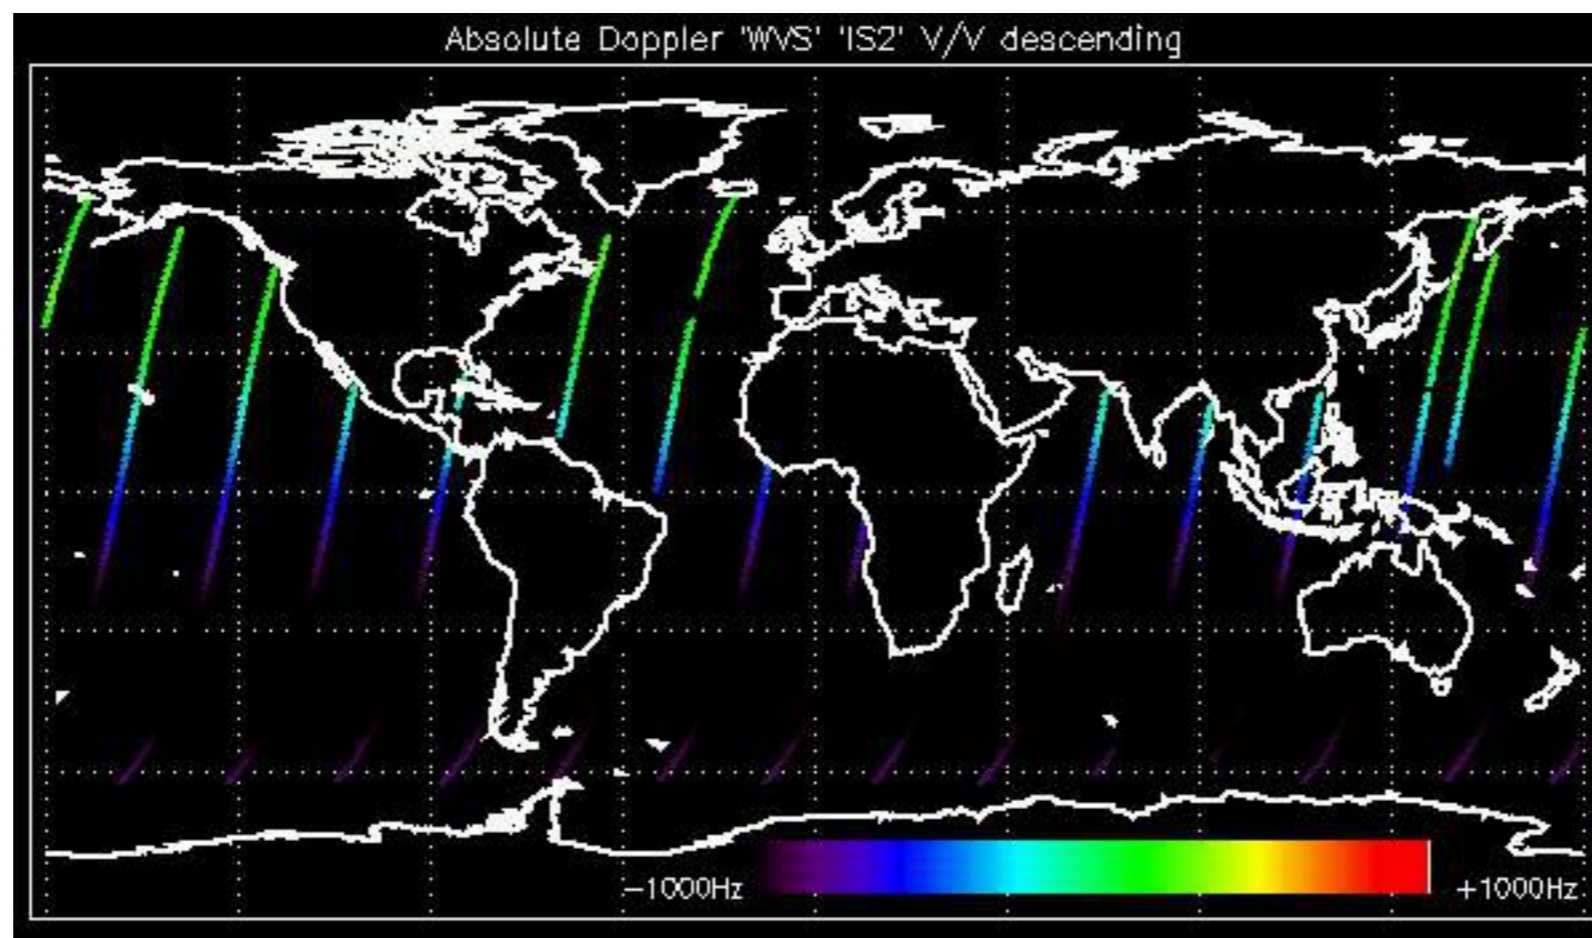 Absolute Doppler 'WVS' 'IS2' V/V descending
-1000Hz +1000Hz